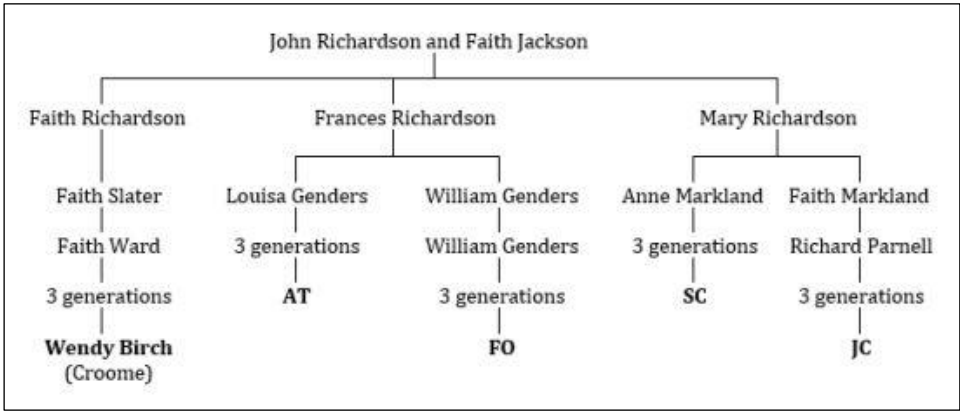 John Richardson and Faith Jackson
Faith Richardson Frances Richardson Mary Richardson
Faith Slater Louisa Genders William Genders Anne Markland Faith Markland
Faith Ward 3 generations William Genders 3 generations Richard Parnell
3 generations AT 3 generations SC 3 generations
Wendy Birch FO JC
(Croome)